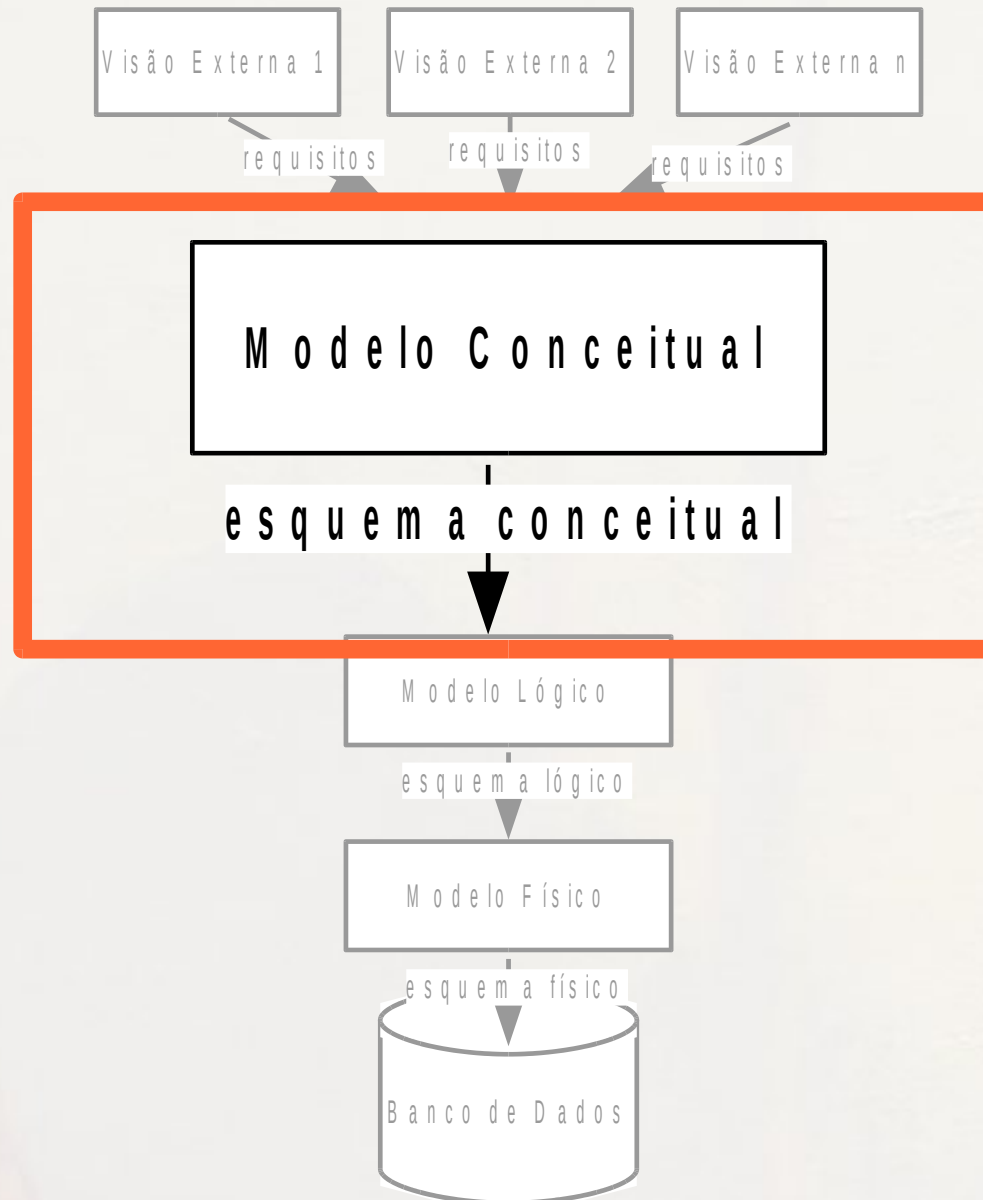 Visão Externa 1
Visão Externa 2
Visão Externa n
requisitos
requisitos
requisitos
Modelo Conceitual
esquema conceitual
Modelo Lógico
esquema lógico
Modelo Físico
esquema físico
Banco de Dados